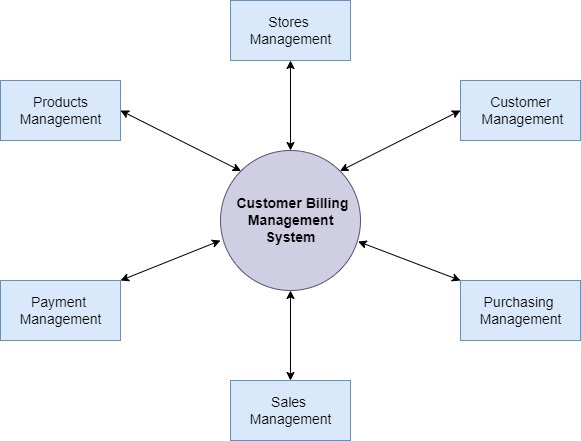 Stores
Management
Products
Management
Customer
Management
Customer Billing
Management
System
Payment
Management
Purchasing
Management
Sales
Management